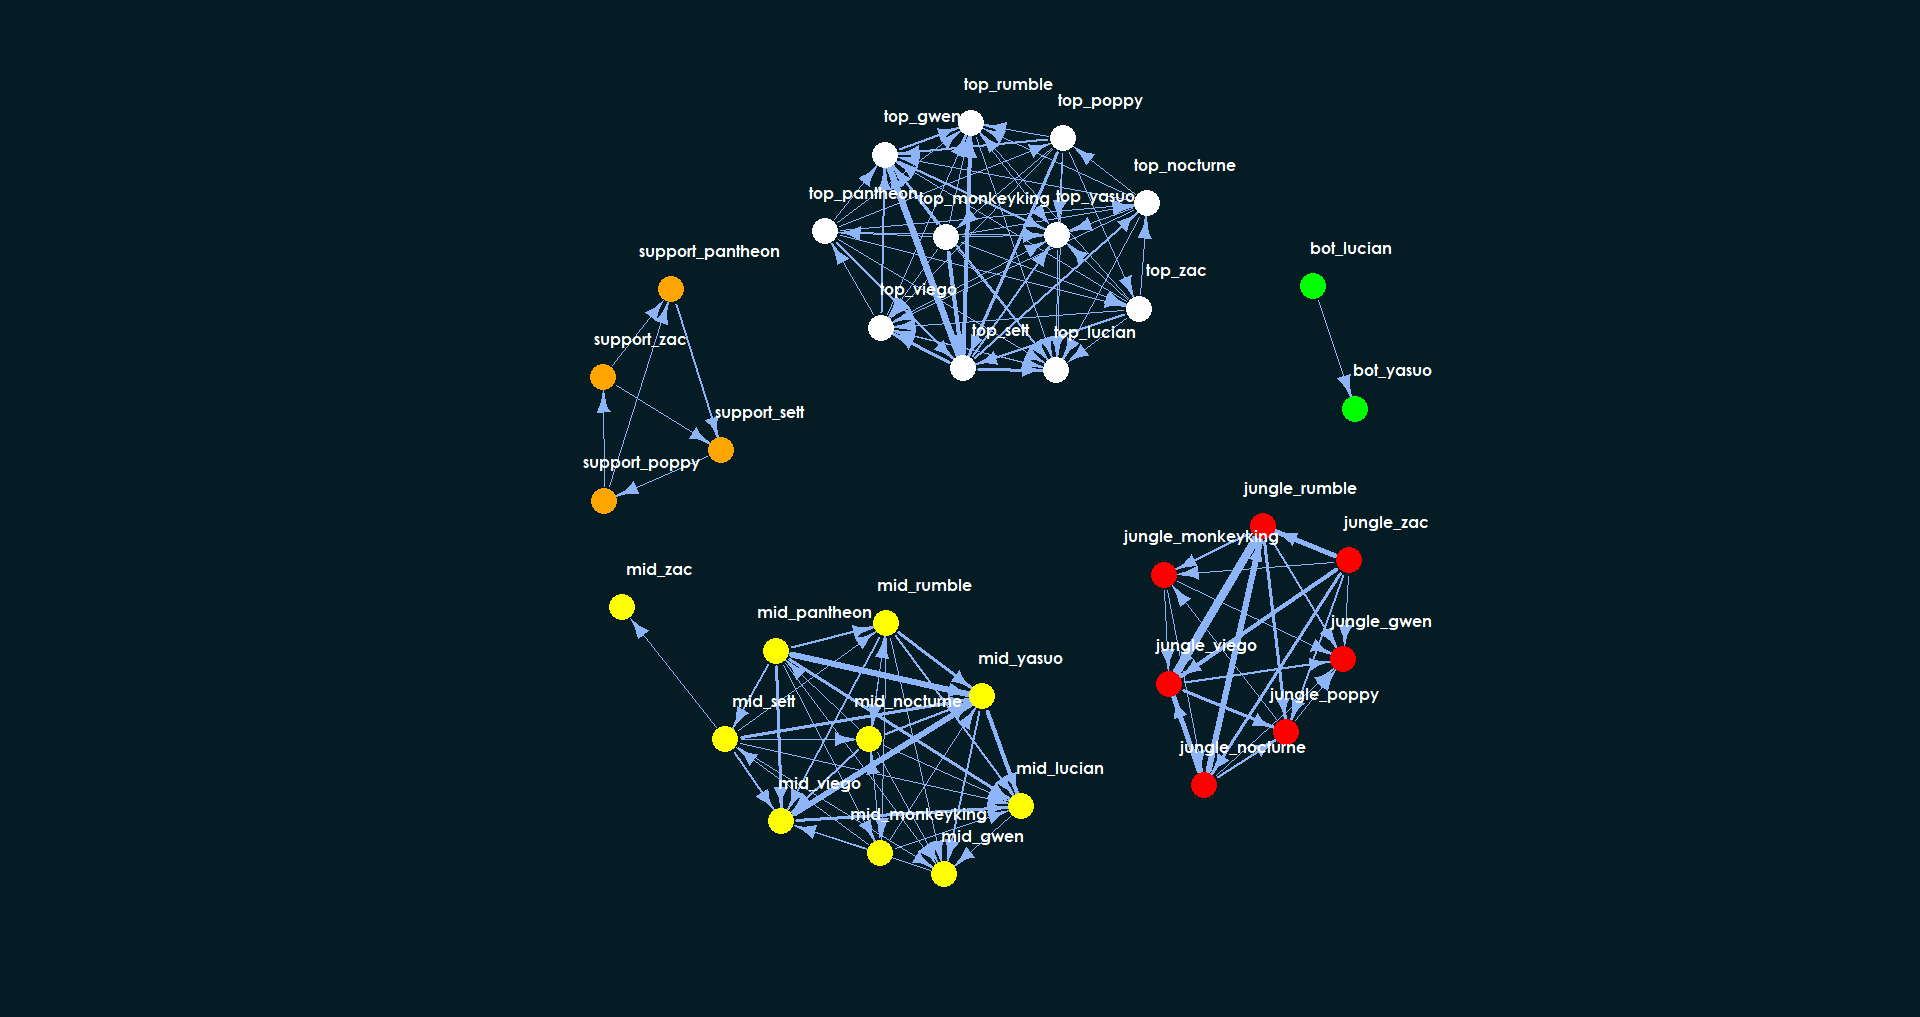 top_rumble
top_poppy
top_gwen
top_nocturne
top_pantheon
top_monkeyking
top_yasuo
support_pantheon
bot_lucian
top_zac
top_viego
support_zac
top_sett
top_lucian
bot_yasuo
support_sett
support_poppy
jungle_rumble
jungle_zac
jungle_monkeyking
mid_zac
mid_rumble
mid_pantheon
jungle_gwen
jungle_viego
mid_yasuo
jungle_poppy
mid_sett
mid_nocturne
jungle_nocturne
mid_lucian
mid_viego
mid_monkeyking
mid_gwen